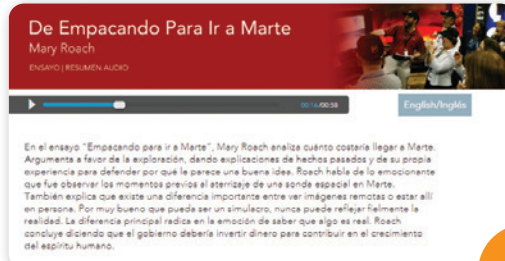 De Empacando Para Ir a Marte
Mary Roach
ENSAYO | RESUMEN AUDIO
00:14/00:58
English/Inglés
En el ensayo "Empacando para ir a Marte", Mary Roach analiza cuánto costaría llegar a Marte.
Argumenta a favor de la exploración, dando explicaciones de hechos pasados y de su propia
experiencia para defender por qué la parece una buena idea. Roach habla de lo emocionante
que fue observar los momentos previos al aterrizaje de una sonda espacial en Marte.
También explica que existe una diferencia importante entre ver imágenes remotas o estar allí
en persona. Por muy bueno que pueda ser un simulacro, nunca puede reflejar fielmente la
realidad. La diferencia principal radica en la emoción de saber que algo es real. Roach
concluye diciendo que el gobierno debería invertir dinero para contribuir en el crecimiento
del espíritu humano.